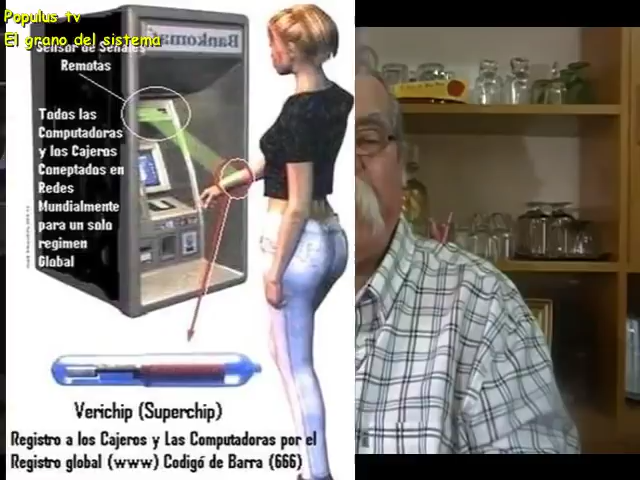 Populus tv
El grano del sistema
Sensor de Señales
Remotas
Bankomat
Todos las
Computadoras
y los Cajeros
Coneptados en
Redes
Mundialmente
para un solo
regimen
Global
Verichip (Superchip)
Registro a los Cajeros y Las Computadoras por el
Registro global (www) Codigó de Barra (666)